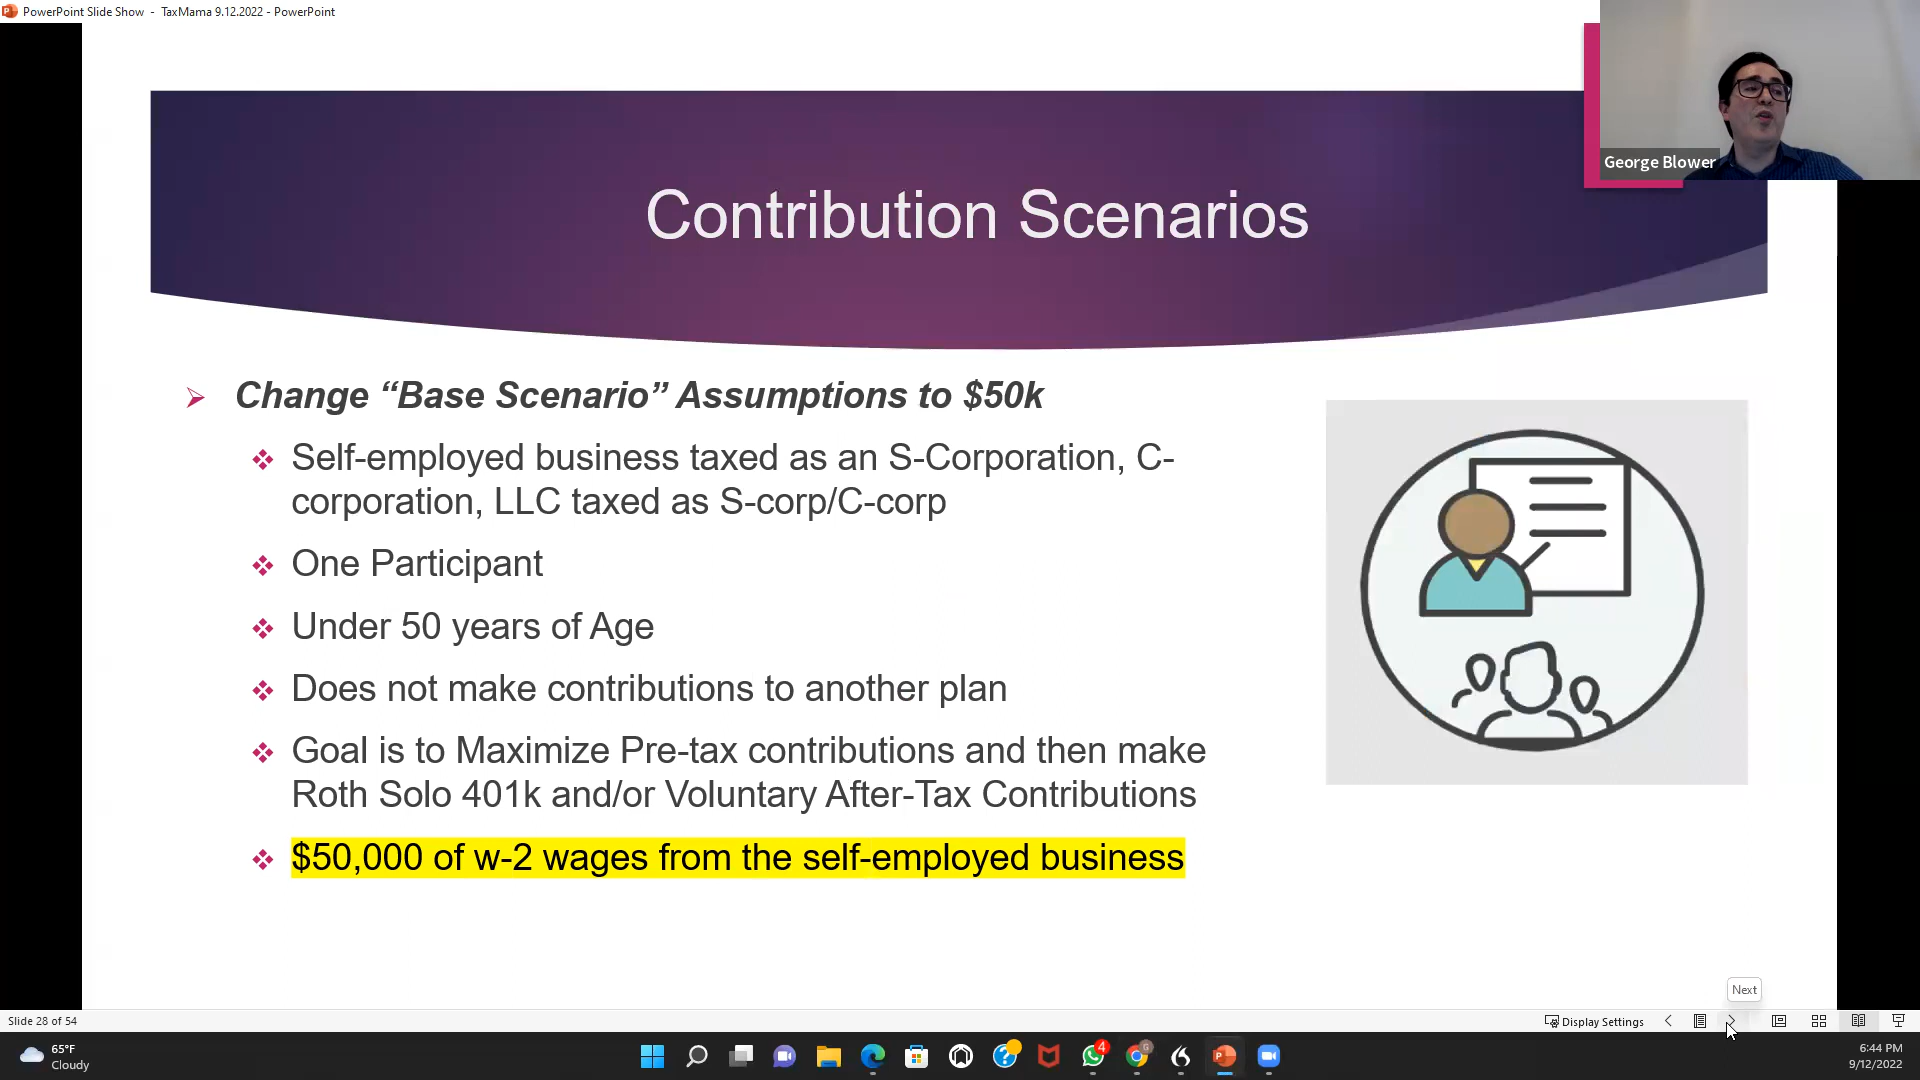 PowerPoint Slide Show - TaxMama 9.12.2022 - PowerPoint
George Blower
Contribution Scenarios
Change “Base Scenario” Assumptions to $50k
Self-employed business taxed as an S-Corporation, C-
corporation, LLC taxed as S-corp/C-corp
One Participant
Under 50 years of Age
Does not make contributions to another plan
Goal is to Maximize Pre-tax contributions and then make
Roth Solo 401k and/or Voluntary After-Tax Contributions
$50,000 of w-2 wages from the self-employed business
Next
Slide 28 of 54
Display Settings
65°F
Cloudy
4
G
6:44 PM
9/12/2022